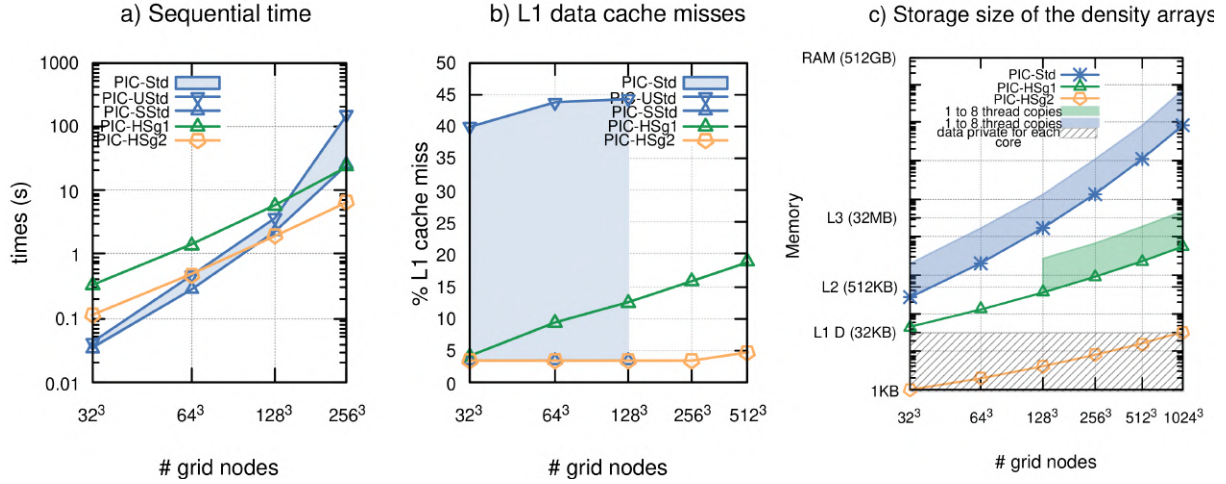 a) Sequential time
1000
100
10
1
0.1
0.01
times (s)
PIC-Std
PIC-UStd
PIC-SStd
PIC-HSg1
PIC-HSg2
32³
64³
128³
256³
# grid nodes
b) L1 data cache misses
50
45
40
35
30
25
20
15
10
5
0
% L1 cache miss
PIC-Std
PIC-UStd
PIC-SStd
PIC-HSg1
PIC-HSg2
32³
64³
128³
256³
512³
# grid nodes
c) Storage size of the density arrays
RAM (512GB)
L3 (32MB)
L2 (512KB)
L1 D (32KB)
1KB
Memory
PIC-Std
PIC-HSg1
PIC-HSg2
1 to 8 thread copies
1 to 8 thread copies
data private for each
core
32³
64³
128³
256³
512³
1024³
# grid nodes